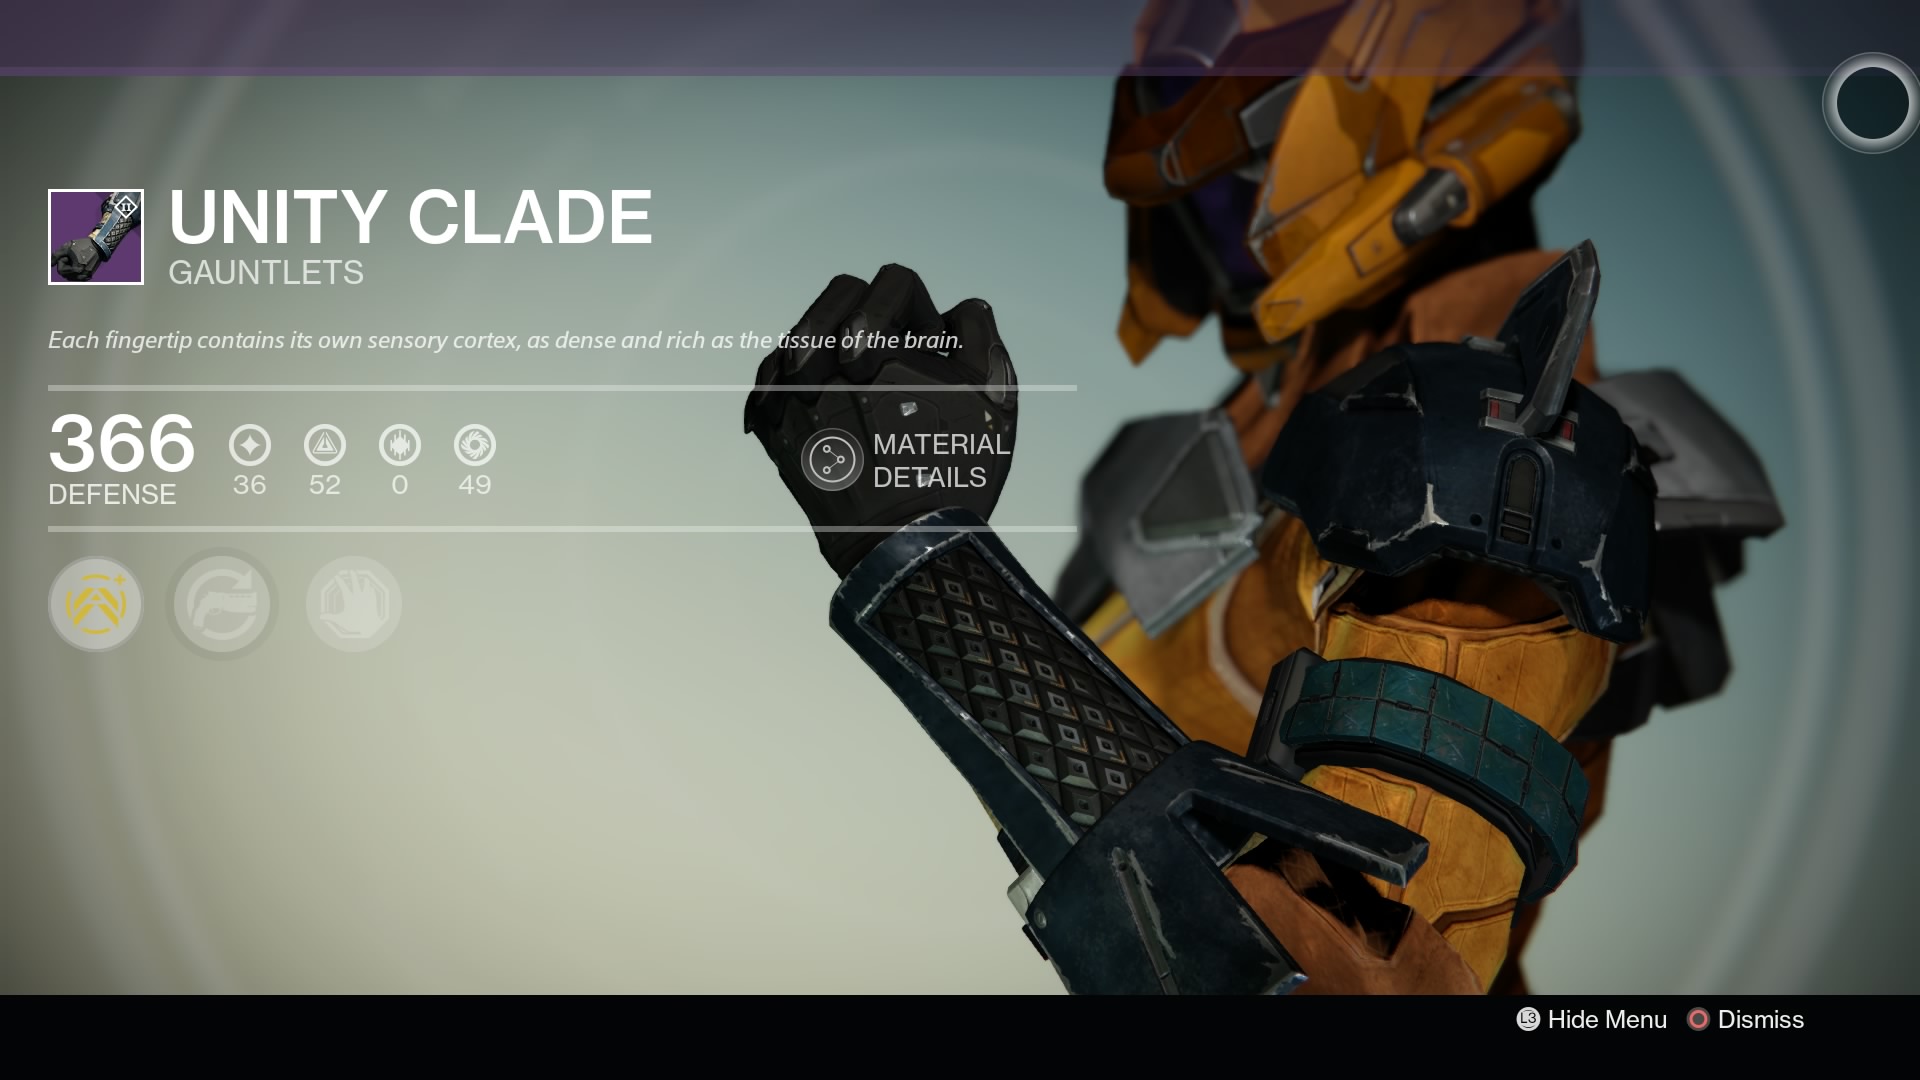 UNITY CLADE
GAUNTLETS
Each fingertip contains its own sensory cortex, as dense and rich as the tissue of the brain.
366
DEFENSE
36 52 0 49
MATERIAL
DETAILS
L3 Hide Menu Dismiss